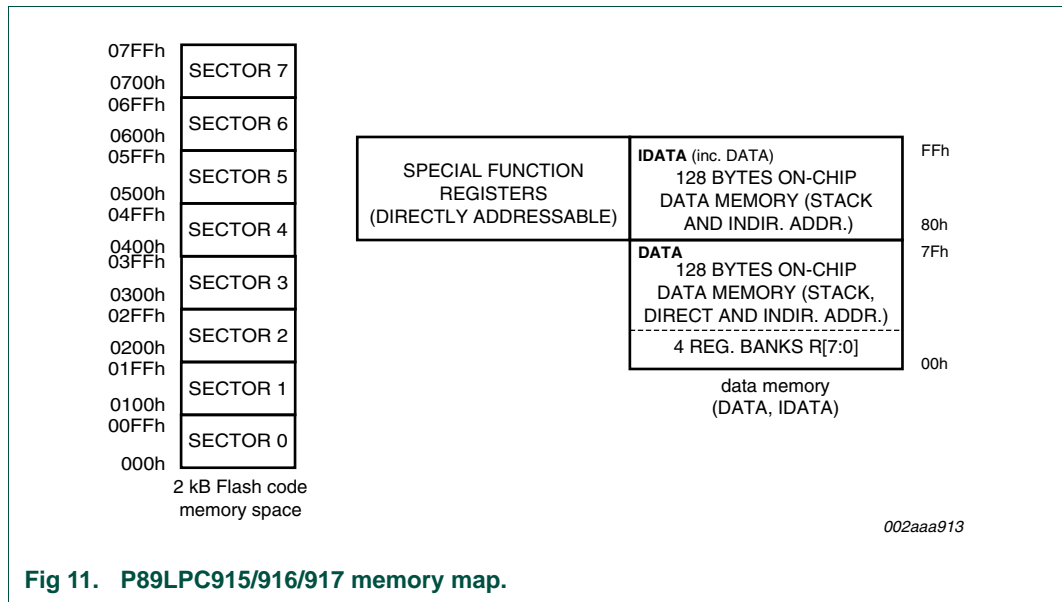 07FFh
SECTOR 7
0700h
06FFh
SECTOR 6
0600h
05FFh
SECTOR 5
0500h
04FFh
SECTOR 4
0400h
03FFh
SECTOR 3
0300h
02FFh
SECTOR 2
0200h
01FFh
SECTOR 1
0100h
00FFh
SECTOR 0
000h
2 kB Flash code
memory space
SPECIAL FUNCTION
REGISTERS
(DIRECTLY ADDRESSABLE)
IDATA (inc. DATA)
128 BYTES ON-CHIP
DATA MEMORY (STACK
AND INDIR. ADDR.)
FFh
80h
DATA
128 BYTES ON-CHIP
DATA MEMORY (STACK,
DIRECT AND INDIR. ADDR.)
4 REG. BANKS R[7:0]
7Fh
00h
data memory
(DATA, IDATA)
002aaa913
Fig 11. P89LPC915/916/917 memory map.